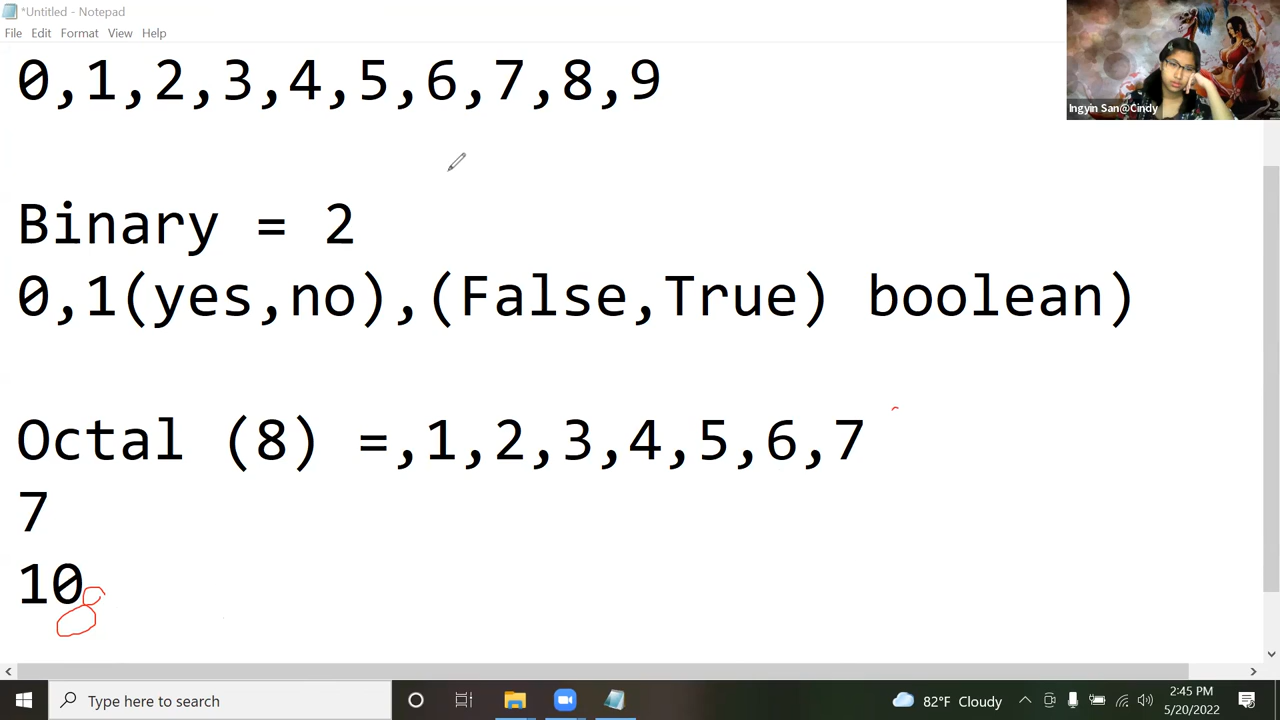 *Untitled - Notepad
File Edit Format View Help
Ingyin San@Cindy
0,1,2,3,4,5,6,7,8,9
Binary = 2
0,1(yes,no),(False,True) boolean)
Octal (8) =,1,2,3,4,5,6,7
7
10
8
Type here to search
82°F Cloudy
2:45 PM
5/20/2022